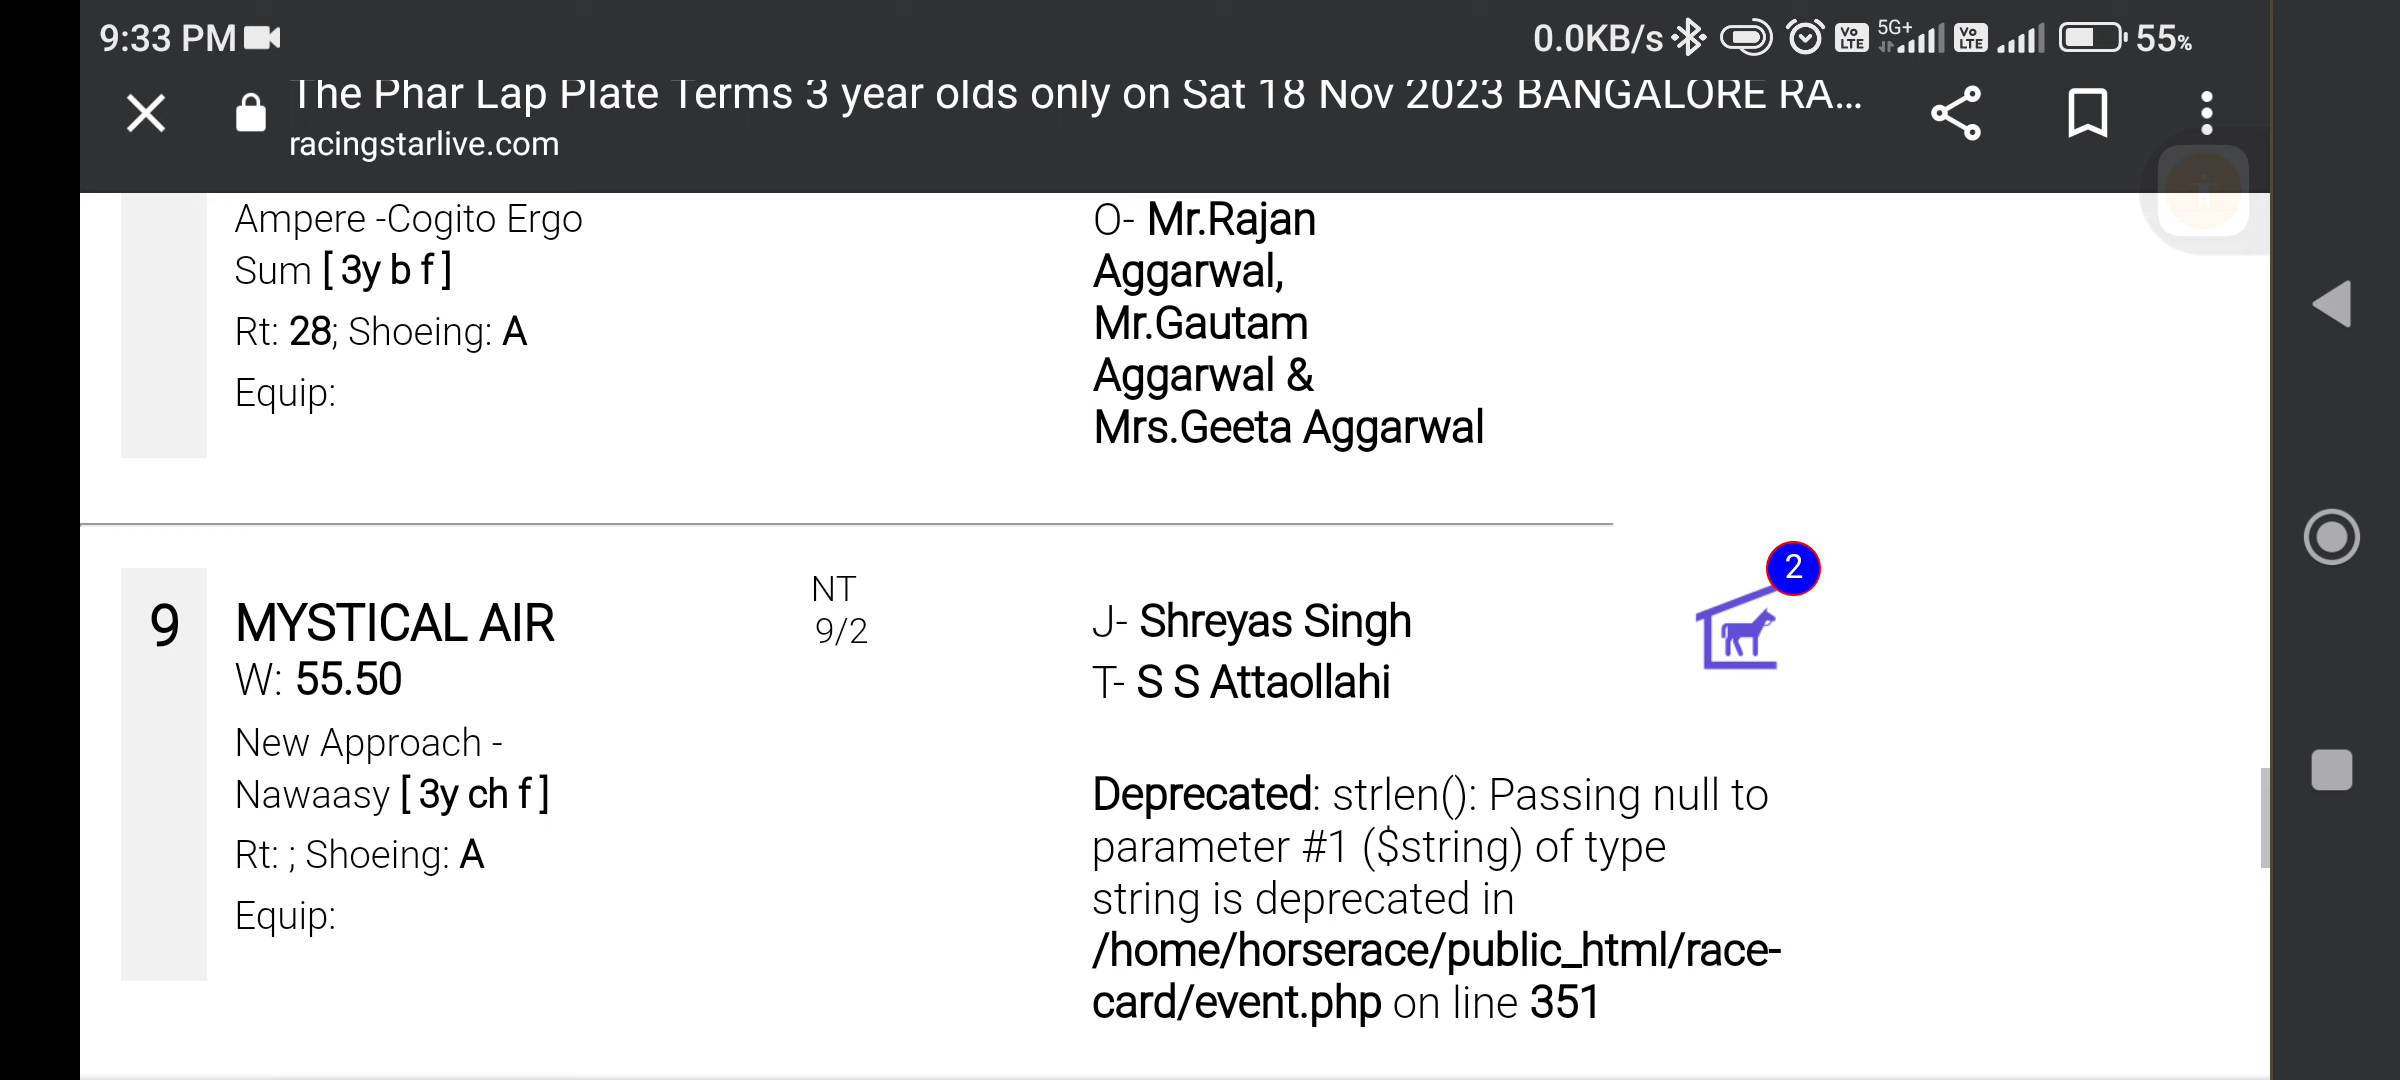 9:33 PM
0.0KB/s
Vo LTE
5G+
Vo LTE
55%
The Phar Lap Plate Terms 3 year olds only on Sat 18 Nov 2023 BANGALORE RA...
racingstarlive.com
Ampere -Cogito Ergo
Sum [ 3y b f ]
Rt: 28; Shoeing: A
Equip:
O- Mr.Rajan
Aggarwal,
Mr.Gautam
Aggarwal &
Mrs.Geeta Aggarwal
9
MYSTICAL AIR
W: 55.50
New Approach -
Nawaasy [ 3y ch f ]
Rt: ; Shoeing: A
Equip:
NT
9/2
J- Shreyas Singh
T- S S Attaollahi
2
Deprecated: strlen(): Passing null to
parameter #1 ($string) of type
string is deprecated in
/home/horserace/public_html/race-
card/event.php on line 351